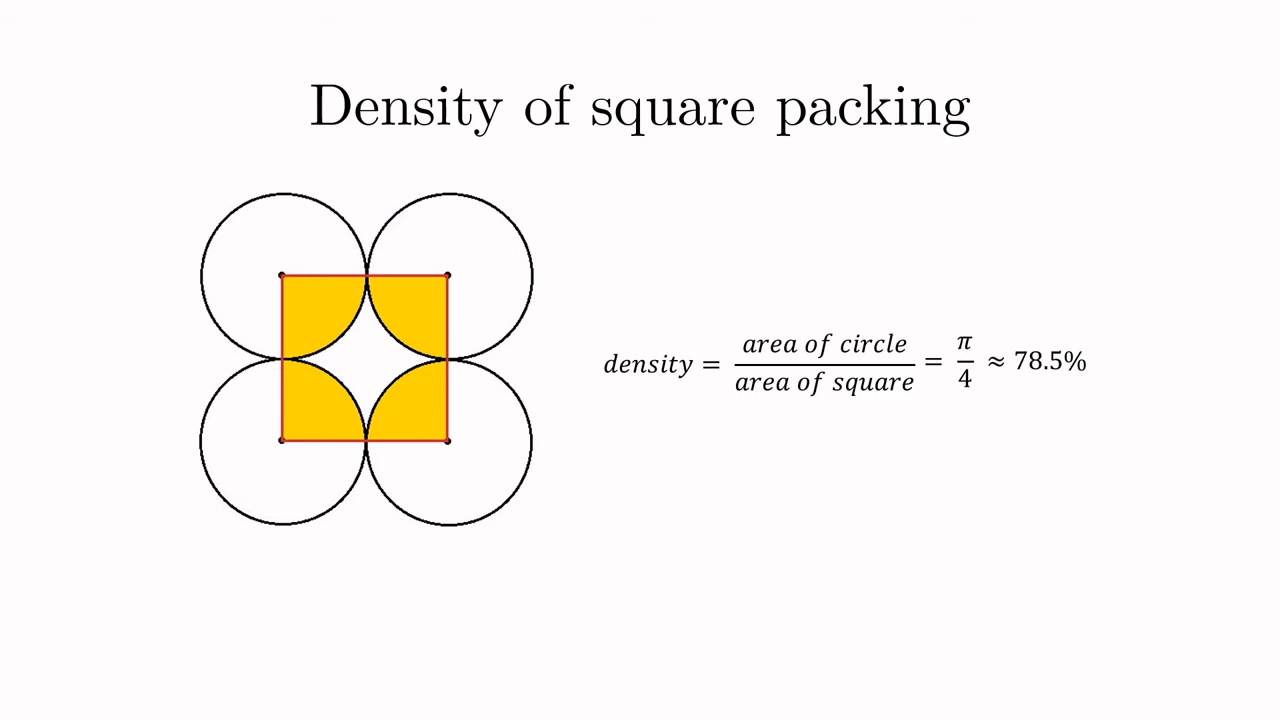 Density of square packing
density = area of circle / area of square = π / 4 ≈ 78.5%